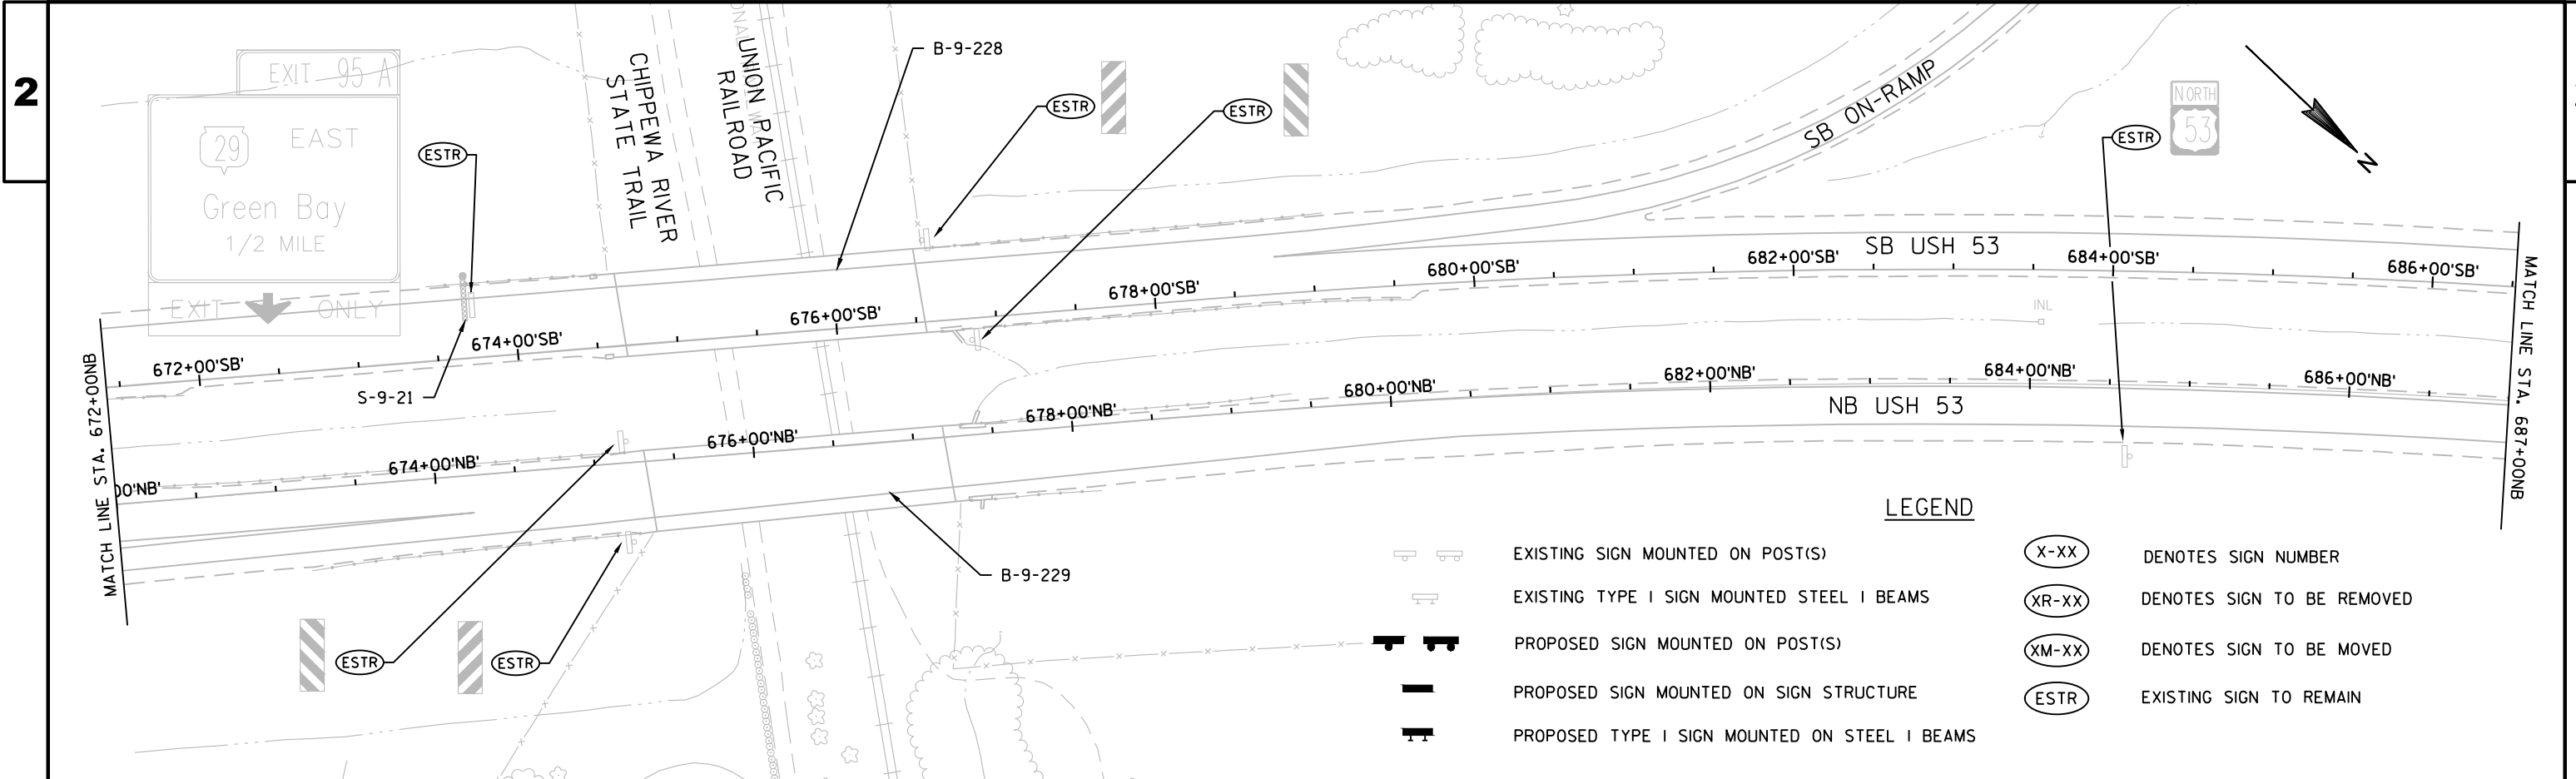 2
EXIT 95 A
29 EAST
Green Bay
1/2 MILE
EXIT ONLY
ESTR
CHIPPEWA RIVER
STATE TRAIL
UNION PACIFIC
RAILROAD
B-9-228
ESTR
ESTR
SB ON-RAMP
ESTR
NORTH
53
N
MATCH LINE STA. 672+00NB
672+00'SB'
674+00'SB'
676+00'SB'
678+00'SB'
680+00'SB'
682+00'SB'
SB USH 53
684+00'SB'
686+00'SB'
MATCH LINE STA. 687+00NB
INL
S-9-21
00'NB'
674+00'NB'
676+00'NB'
678+00'NB'
680+00'NB'
682+00'NB'
684+00'NB'
686+00'NB'
NB USH 53
B-9-229
ESTR
ESTR
LEGEND
EXISTING SIGN MOUNTED ON POST(S)
EXISTING TYPE I SIGN MOUNTED STEEL I BEAMS
PROPOSED SIGN MOUNTED ON POST(S)
PROPOSED SIGN MOUNTED ON SIGN STRUCTURE
PROPOSED TYPE I SIGN MOUNTED ON STEEL I BEAMS
X-XX DENOTES SIGN NUMBER
XR-XX DENOTES SIGN TO BE REMOVED
XM-XX DENOTES SIGN TO BE MOVED
ESTR EXISTING SIGN TO REMAIN